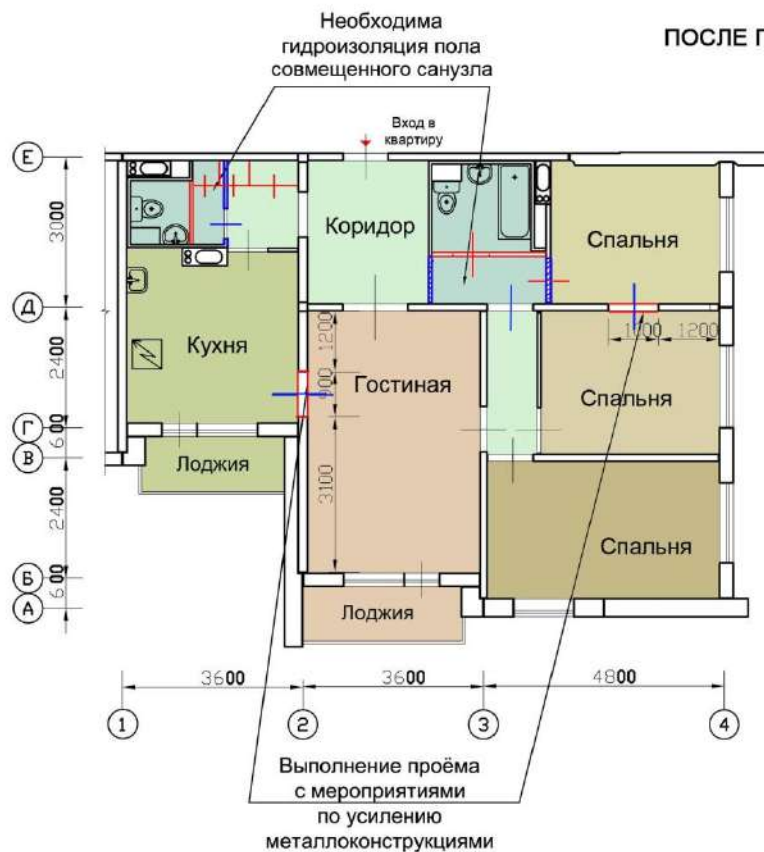 Необходима
гидроизоляция пола
совмещенного санузла
ПОСЛЕ П
Вход в
квартиру
Е
3000
Коридор
Спальня
Д
2400
Кухня
1200
900
Гостиная
1200
Спальня
Г
600
В
Лоджия
2400
3100
Спальня
Б
600
А
Лоджия
3600
3600
4800
1
2
3
4
Выполнение проёма
с мероприятиями
по усилению
металлоконструкциями